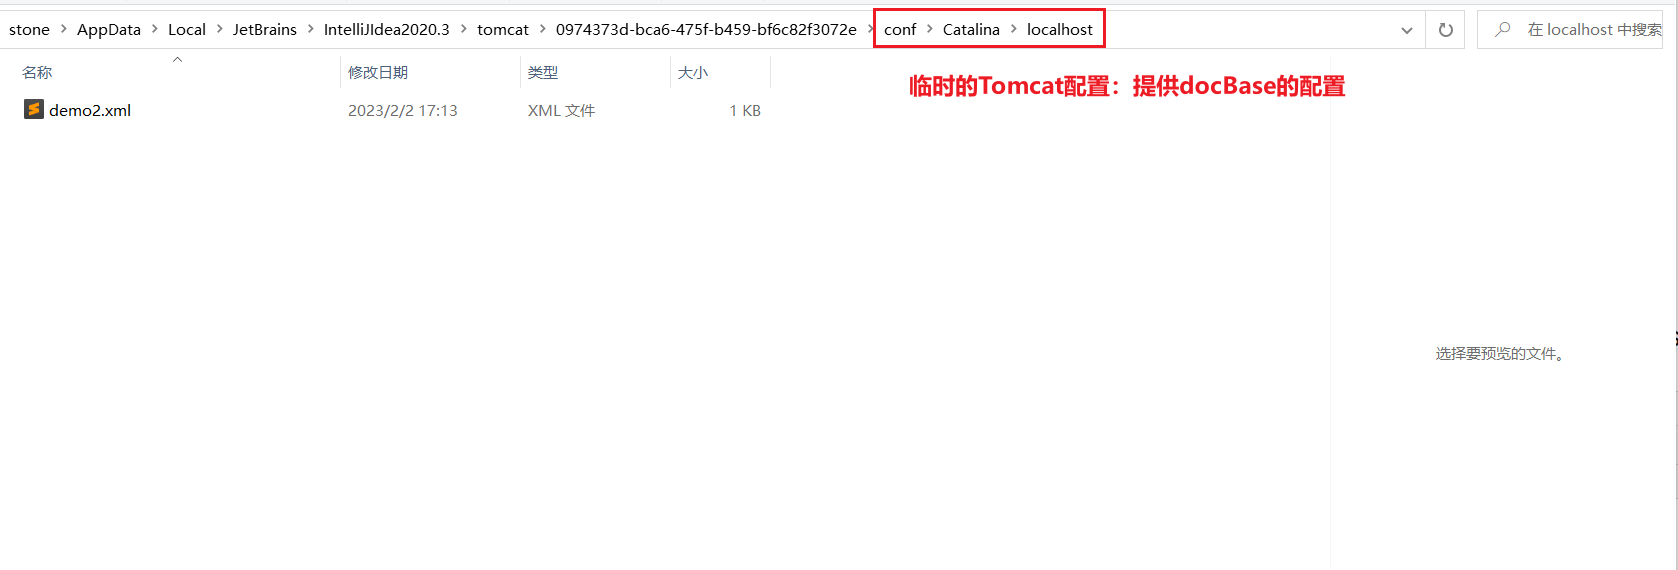 stone > AppData > Local > JetBrains > IntelliJIdea2020.3 > tomcat > 0974373d-bca6-475f-b459-bf6c82f3072e > conf > Catalina > localhost
在 localhost 中搜索
名称 修改日期 类型 大小
临时的Tomcat配置：提供docBase的配置
demo2.xml 2023/2/2 17:13 XML 文件 1 KB
选择要预览的文件。